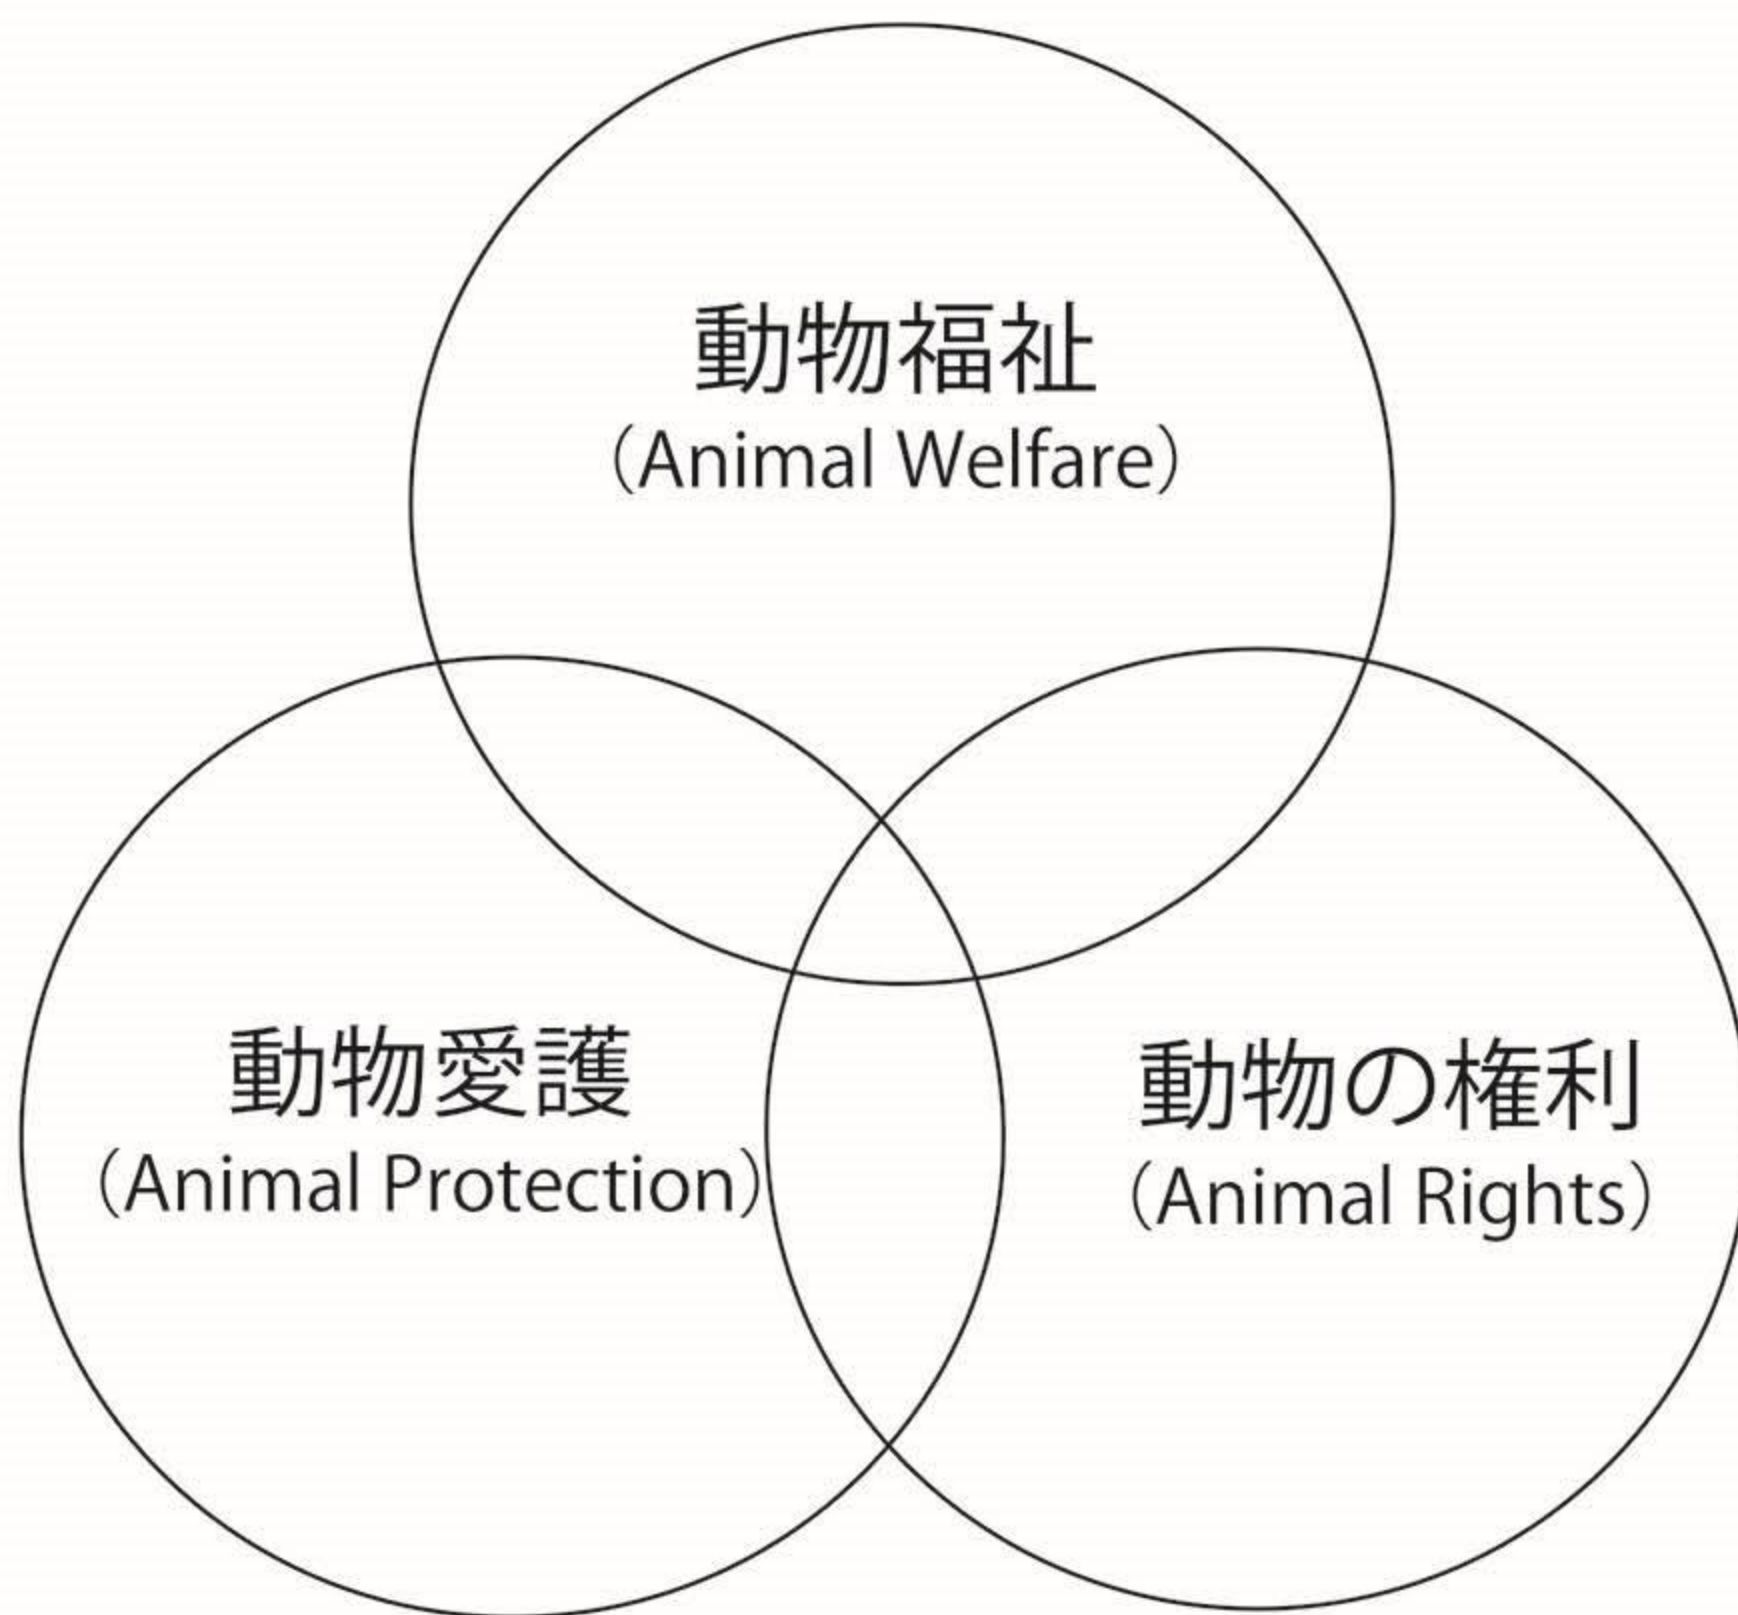 動物福祉
（Animal Welfare）
動物愛護
（Animal Protection）
動物の権利
（Animal Rights）